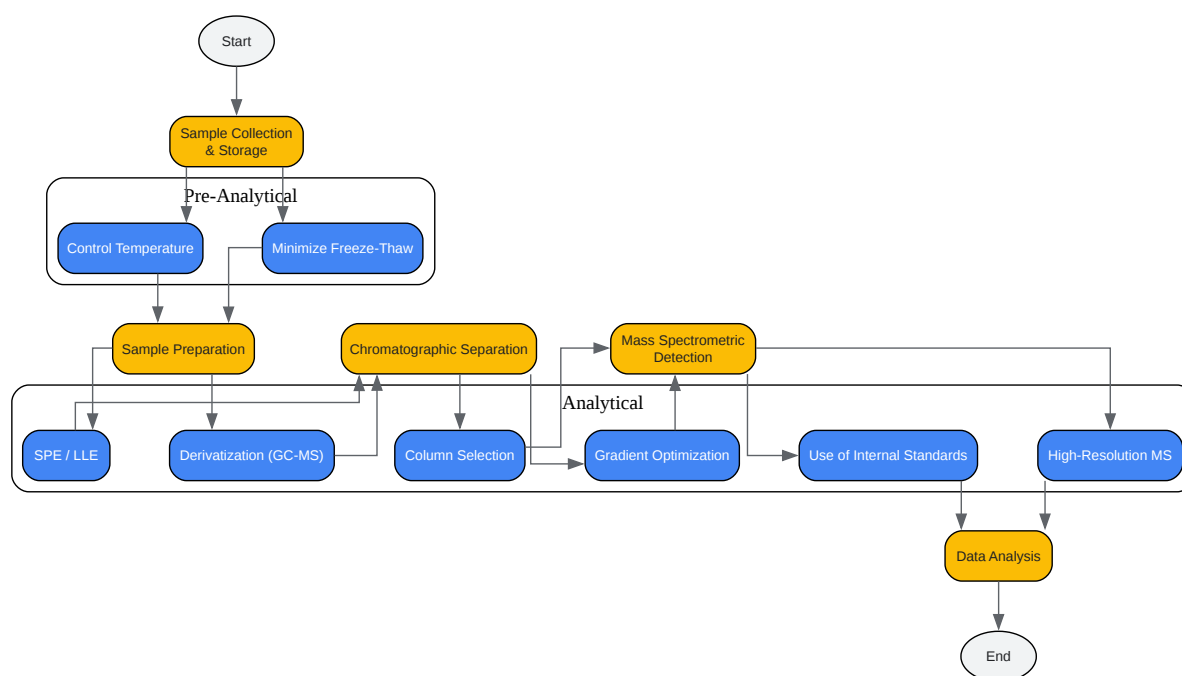 Start
Sample Collection
& Storage
Pre-Analytical
Control Temperature
Minimize Freeze-Thaw
Sample Preparation
Chromatographic Separation
Mass Spectrometric
Detection
Analytical
SPE / LLE
Derivatization (GC-MS)
Column Selection
Gradient Optimization
Use of Internal Standards
High-Resolution MS
Data Analysis
End